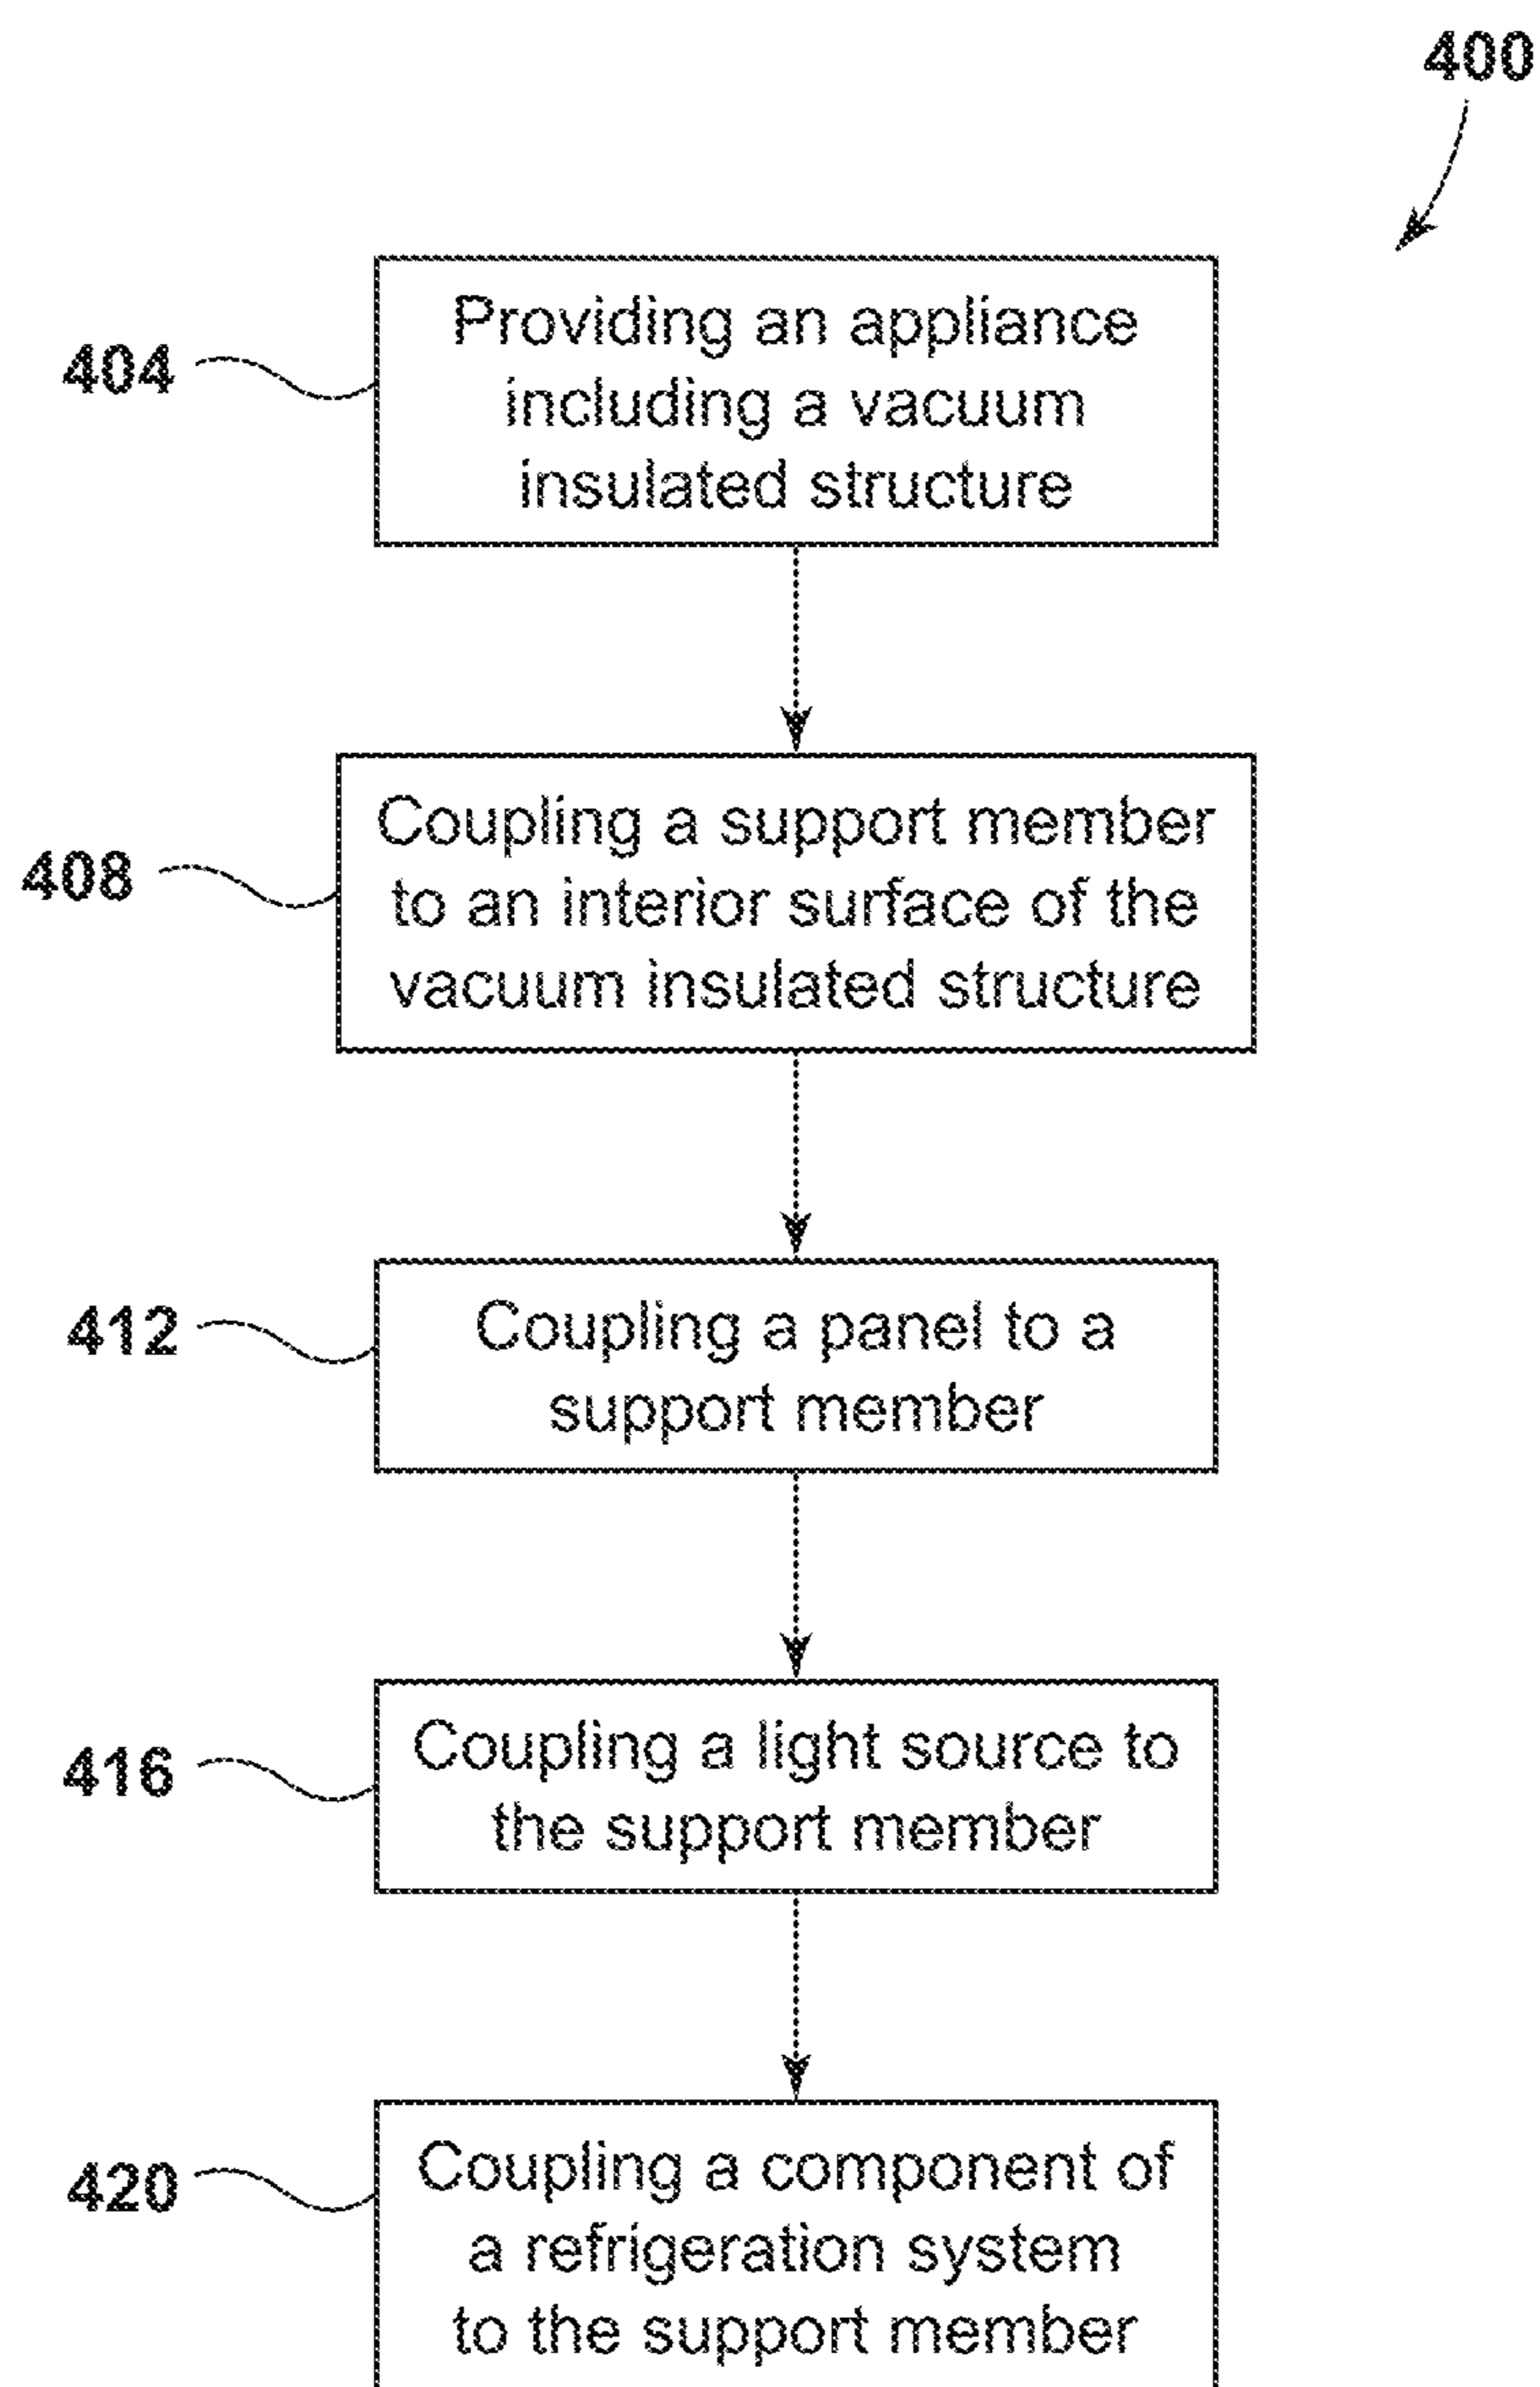 400
404
Providing an appliance
including a vacuum
insulated structure
408
Coupling a support member
to an interior surface of the
vacuum insulated structure
412
Coupling a panel to a
support member
416
Coupling a light source to
the support member
420
Coupling a component of
a refrigeration system
to the support member